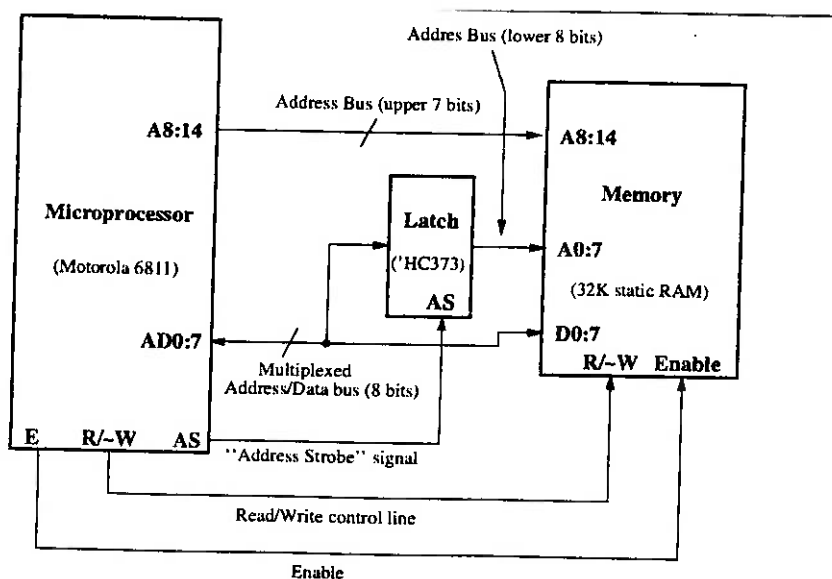 Addres Bus (lower 8 bits)
Address Bus (upper 7 bits)
A8:14
A8:14
Microprocessor
(Motorola 6811)
Latch
('HC373)
AS
Memory
A0:7
(32K static RAM)
AD0:7
D0:7
Multiplexed
Address/Data bus (8 bits)
R/~W Enable
E R/~W AS
"Address Strobe" signal
Read/Write control line
Enable